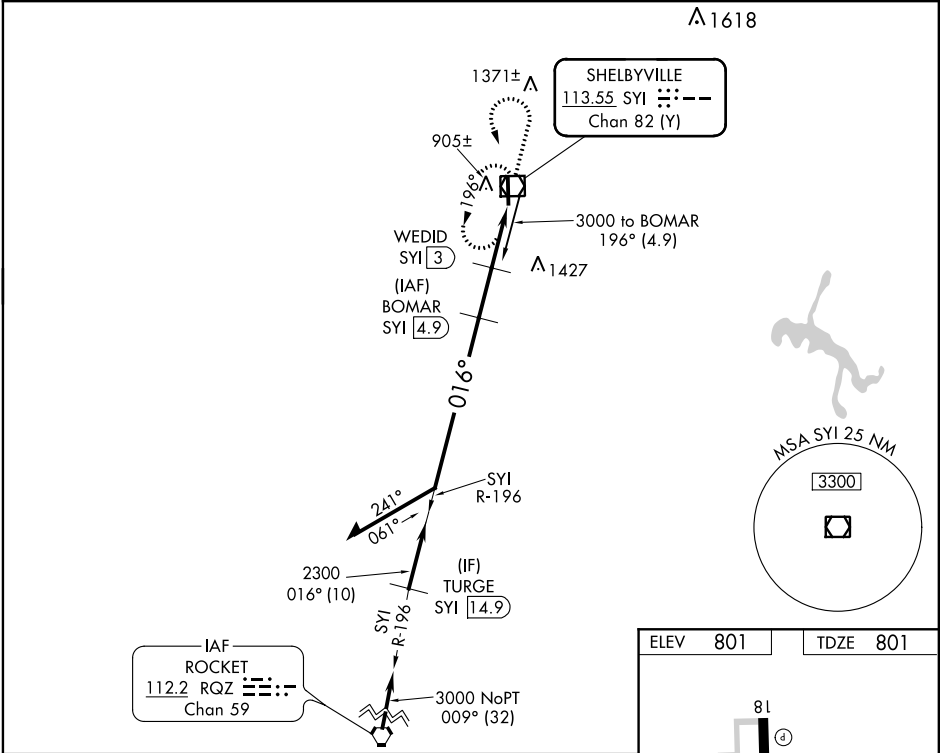 1618
1371±
SHELBYVILLE
113.55 SYI
Chan 82 (Y)
905±
196°
3000 to BOMAR
196° (4.9)
WEDID
SYI 3
1427
(IAF)
BOMAR
SYI 4.9
016°
MSA SYI 25 NM
3300
SYI
R-196
241°
061°
2300
016° (10)
(IF)
TURGE
SYI 14.9
SYI
R-196
IAF
ROCKET
112.2 RQZ
Chan 59
3000 NoPT
009° (32)
ELEV 801
TDZE 801
18
P